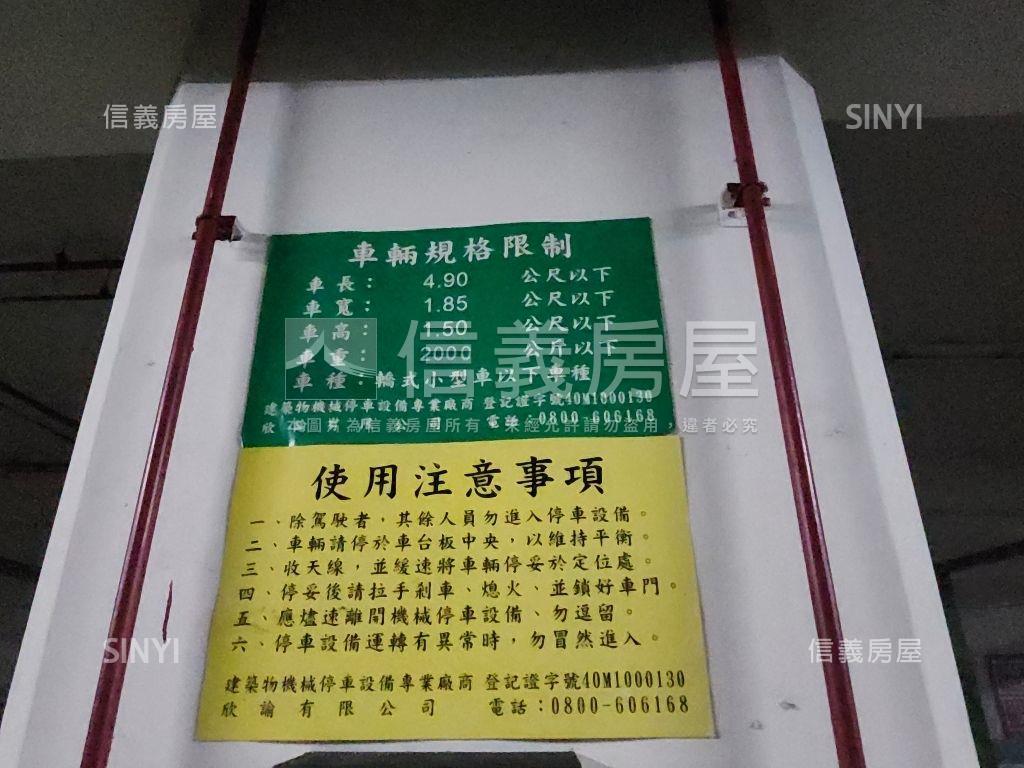 信義房屋
SINYI
車輛規格限制
車長： 4.90 公尺以下
車寬： 1.85 公尺以下
車高： 1.50 公尺以下
車重： 2000 公斤以下
車種：輪式小型車以下車種
信義房屋
建築物機械停車設備專業廠商 登記證字號40M1000130
欣諭有限公司 電話：0800-606168
本圖片為信義房屋所有，未經允許請勿盜用，違者必究
使用注意事項
一、除駕駛者，其餘人員勿進入停車設備。
二、車輛請停於車台板中央，以維持平衡。
三、收天線，並緩速將車輛停妥於定位處。
四、停妥後請拉手剎車、熄火、並鎖好車門。
五、應儘速離開機械停車設備、勿逗留。
六、停車設備運轉有異常時，勿冒然進入。
SINYI
信義房屋
建築物機械停車設備專業廠商 登記證字號40M1000130
欣諭有限公司 電話：0800-606168